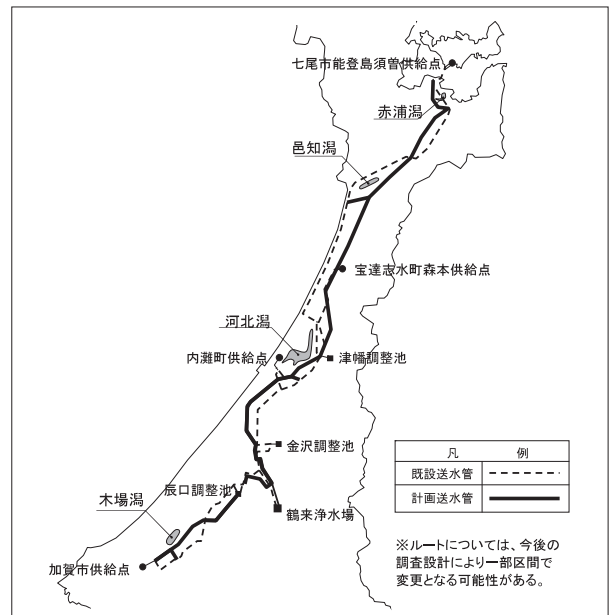 七尾市能登島須曽供給点
赤浦潟
邑知潟
宝達志水町森本供給点
河北潟
内灘町供給点
津幡調整池
金沢調整池
辰口調整池
木場潟
鶴来浄水場
加賀市供給点
凡 例
既設送水管
計画送水管
※ルートについては、今後の
調査設計により一部区間で
変更となる可能性がある。